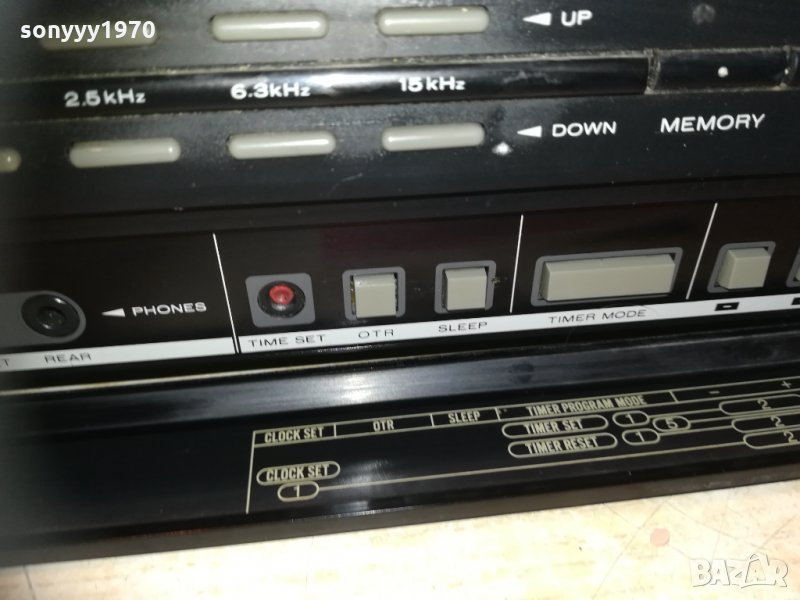 sonyyy1970
UP
2.5kHz 6.3kHz 15kHz
DOWN MEMORY
PHONES
REAR TIME SET OTR SLEEP TIMER MODE
CLOCK SET OTR SLEEP TIMER PROGRAM MODE - +
TIMER SET 1 5 2
TIMER RESET 1 2
CLOCK SET 2
1
BAZAR